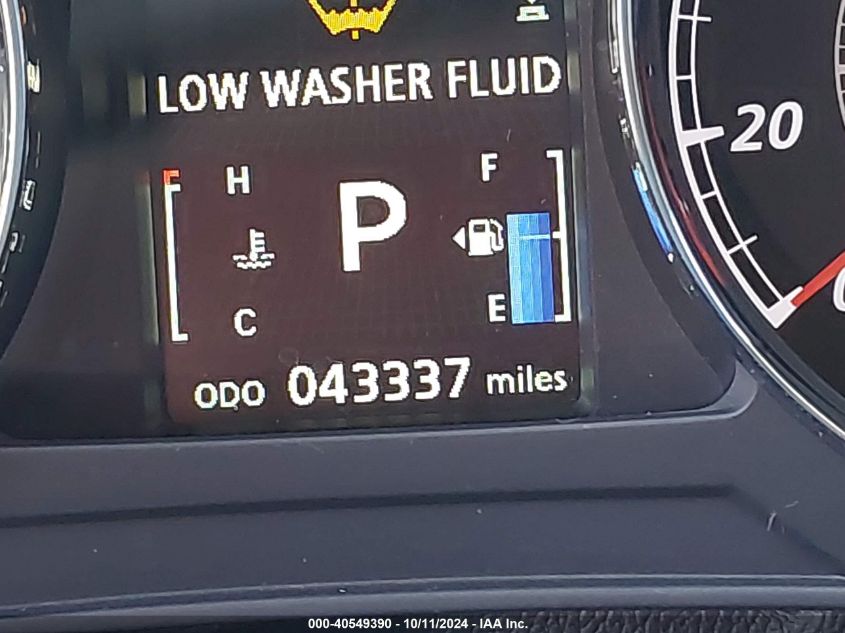 LOW WASHER FLUID
H P F
C E
ODO 043337 miles
20
000-40549390 - 10/11/2024 - IAA Inc.